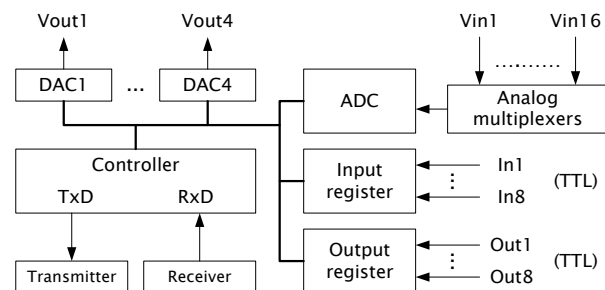 Vout1 Vout4 Vin1 Vin16
DAC1 ... DAC4
ADC
Analog
multiplexers
Controller
TxD RxD
Input
register
In1
In8
(TTL)
Output
register
Out1
Out8
(TTL)
Transmitter
Receiver